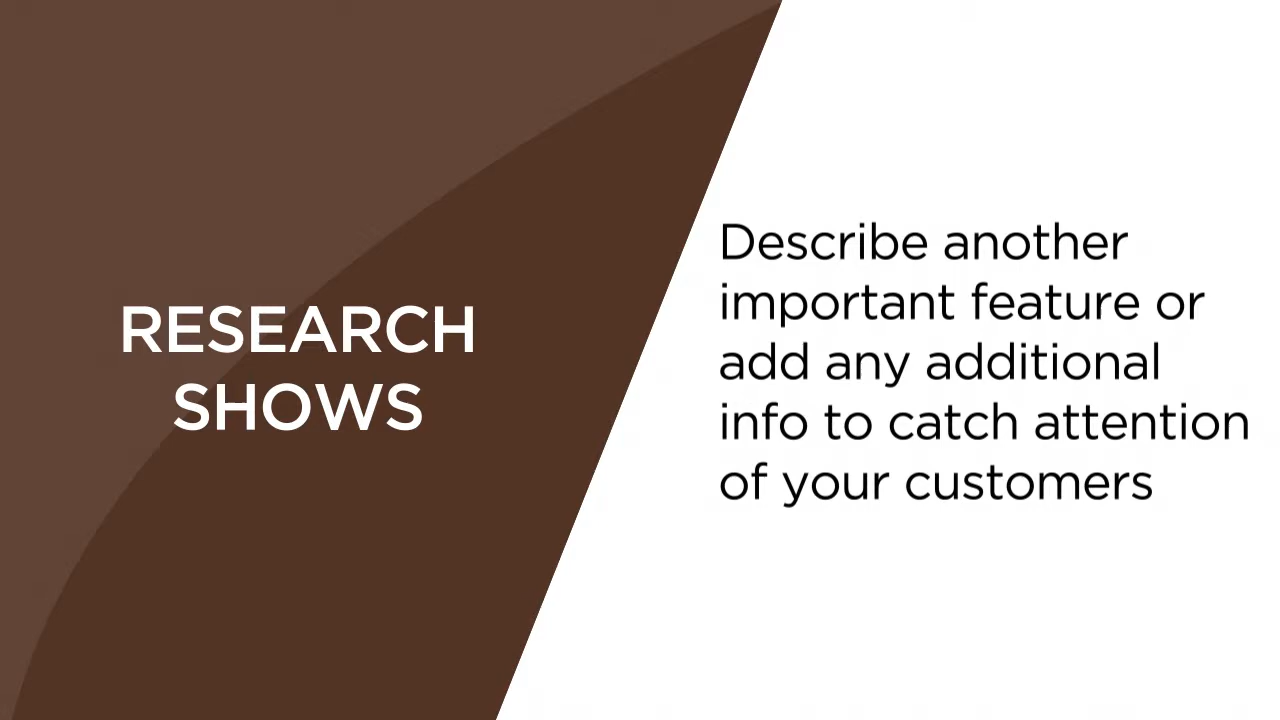 RESEARCH
SHOWS
Describe another
important feature or
add any additional
info to catch attention
of your customers